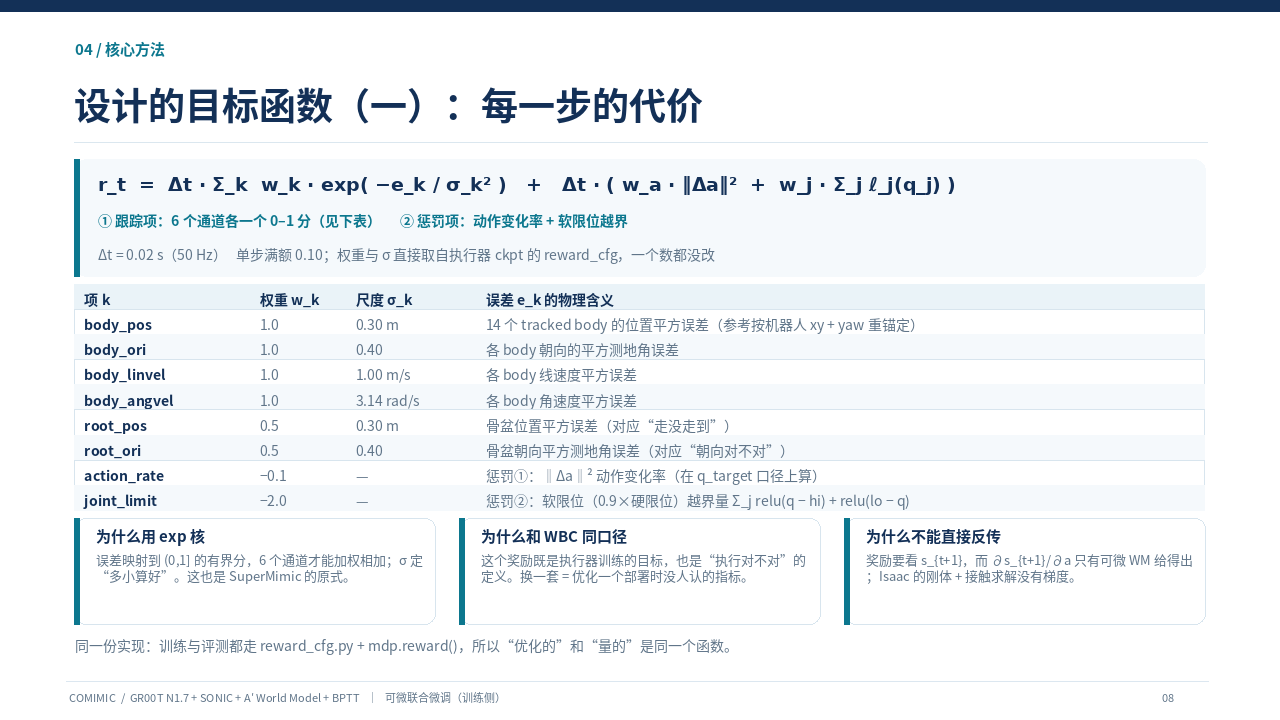 04 / 核心方法
设计的目标函数（一）：每一步的代价
r_t = Δt · Σ_k w_k · exp( −e_k / σ_k² ) + Δt · ( w_a · ‖Δa‖² + w_j · Σ_j ℓ_j(q_j) )
① 跟踪项：6 个通道各一个 0–1 分（见下表） ② 惩罚项：动作变化率 + 软限位越界
Δt = 0.02 s（50 Hz） 单步满额 0.10；权重与 σ 直接取自执行器 ckpt 的 reward_cfg，一个数都没改
项 k 权重 w_k 尺度 σ_k 误差 e_k 的物理含义
body_pos 1.0 0.30 m 14 个 tracked body 的位置平方误差（参考按机器人 xy + yaw 重锚定）
body_ori 1.0 0.40 各 body 朝向的平方测地角误差
body_linvel 1.0 1.00 m/s 各 body 线速度平方误差
body_angvel 1.0 3.14 rad/s 各 body 角速度平方误差
root_pos 0.5 0.30 m 骨盆位置平方误差（对应“走没走到”）
root_ori 0.5 0.40 骨盆朝向平方测地角误差（对应“朝向对不对”）
action_rate −0.1 — 惩罚①：‖Δa‖² 动作变化率（在 q_target 口径上算）
joint_limit −2.0 — 惩罚②：软限位（0.9×硬限位）越界量 Σ_j relu(q − hi) + relu(lo − q)
为什么用 exp 核
误差映射到 (0,1] 的有界分，6 个通道才能加权相加；σ 定
“多小算好”。这也是 SuperMimic 的原式。
为什么和 WBC 同口径
这个奖励既是执行器训练的目标，也是“执行对不对”的
定义。换一套 = 优化一个部署时没人认的指标。
为什么不能直接反传
奖励要看 s_{t+1}，而 ∂s_{t+1}/∂a 只有可微 WM 给得出
；Isaac 的刚体 + 接触求解没有梯度。
同一份实现：训练与评测都走 reward_cfg.py + mdp.reward()，所以“优化的”和“量的”是同一个函数。
COMIMIC / GR00T N1.7 + SONIC + A' World Model + BPTT ｜ 可微联合微调（训练侧） 08